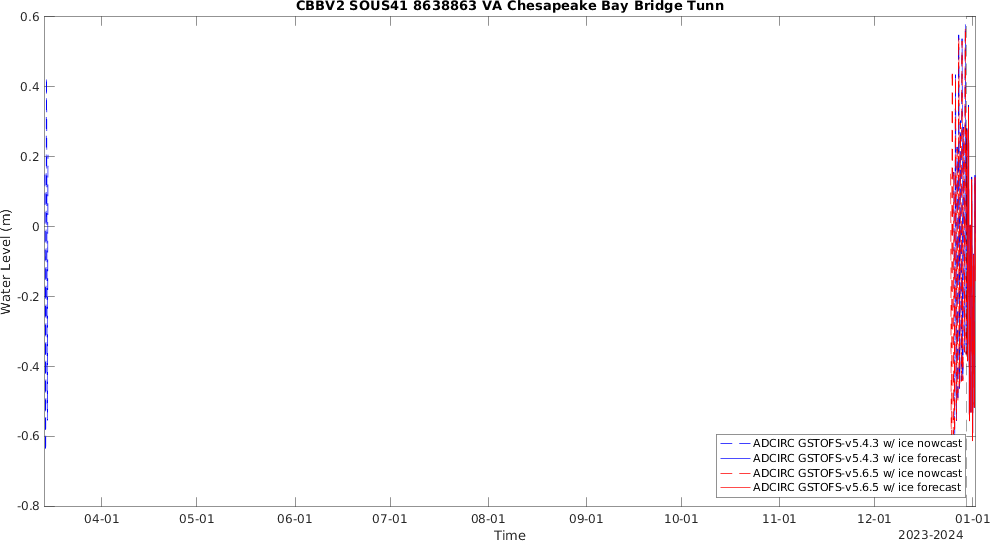 CBBV2 SOUS41 8638863 VA Chesapeake Bay Bridge Tunn
0.6
0.4
0.2
0
-0.2
-0.4
-0.6
-0.8
Water Level (m)
ADCIRC GSTOFS-v5.4.3 w/ ice nowcast
ADCIRC GSTOFS-v5.4.3 w/ ice forecast
ADCIRC GSTOFS-v5.6.5 w/ ice nowcast
ADCIRC GSTOFS-v5.6.5 w/ ice forecast
04-01 05-01 06-01 07-01 08-01 09-01 10-01 11-01 12-01 01-01
Time
2023-2024